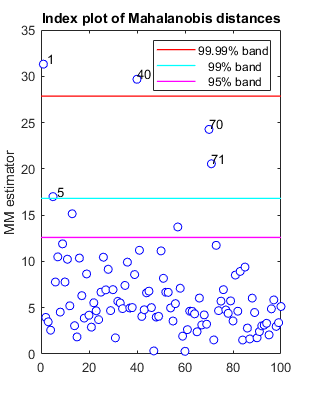 Index plot of Mahalanobis distances
35
30
25
20
15
10
5
0
MM estimator
1
40
70
71
5
99.99% band
99% band
95% band
0 20 40 60 80 100